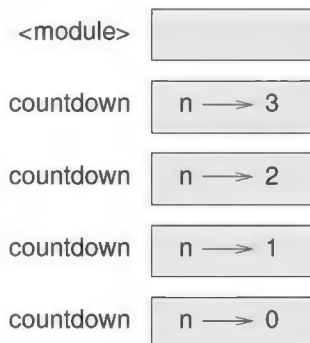 <module>
countdown n → 3
countdown n → 2
countdown n → 1
countdown n → 0